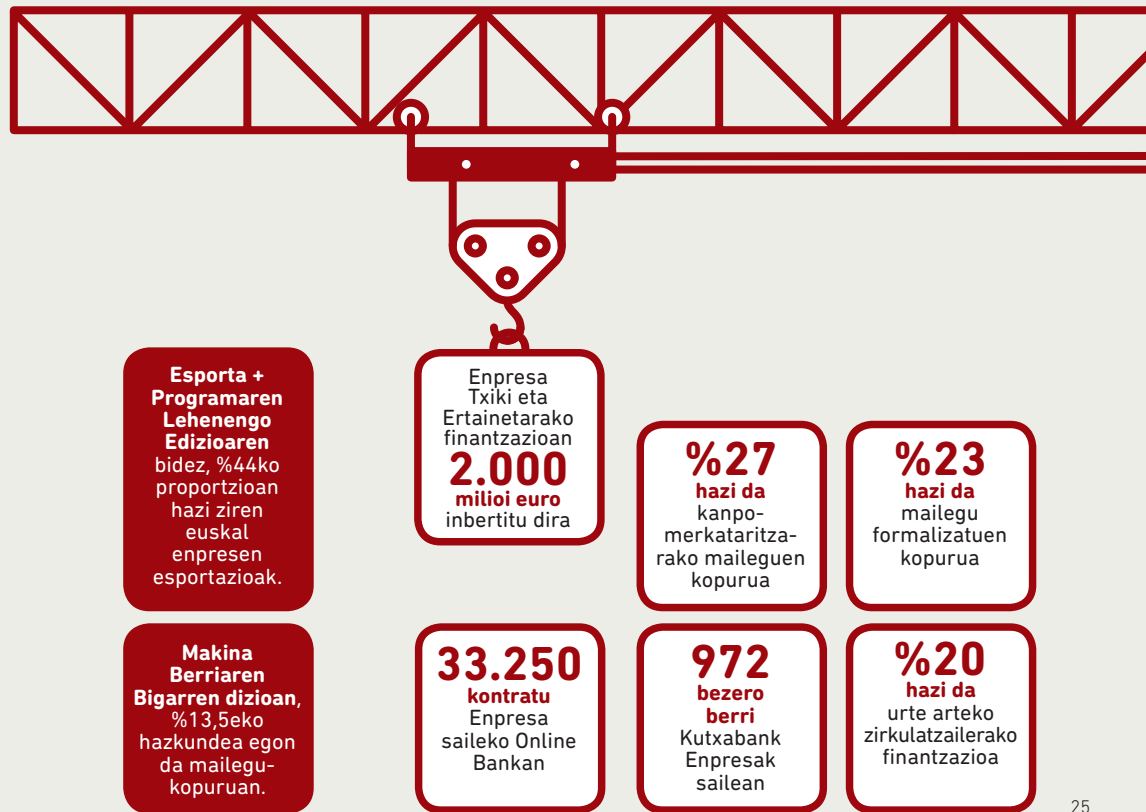 Esporta +
Programaren
Lehenengo
Edizioaren
bidez, %44ko
proportzioan
hazi ziren
euskal
enpresen
esportazioak.
Enpresa
Txiki eta
Ertainetarako
finantzazioan
2.000
milioi euro
inbertitu dira
%27
hazi da
kanpo-
merkataritza-
rako maileguen
kopurua
%23
hazi da
mailegu
formalizatuen
kopurua
Makina
Berriaren
Bigarren dizioan,
%13,5eko
hazkundea egon
da mailegu-
kopuruan.
33.250
kontratu
Enpresa
saileko Online
Bankan
972
bezero
berri
Kutxabank
Enpresak
sailean
%20
hazi da
urte arteko
zirkulatzailerako
finantzazioa
25